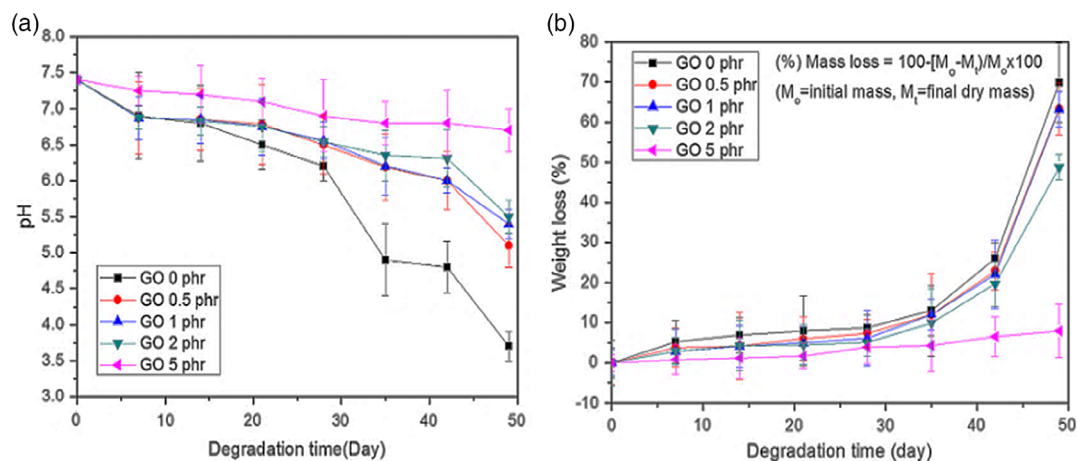 (a)
8.0
7.5
7.0
6.5
6.0
5.5
5.0
4.5
4.0
3.5
3.0
pH
GO 0 phr
GO 0.5 phr
GO 1 phr
GO 2 phr
GO 5 phr
0 10 20 30 40 50
Degradation time(Day)
(b)
80
70
60
50
40
30
20
10
0
-10
Weight loss (%)
GO 0 phr
GO 0.5 phr
GO 1 phr
GO 2 phr
GO 5 phr
(%) Mass loss = 100-[Mo-Mt)/Mox100
(Mo=initial mass, Mt=final dry mass)
0 10 20 30 40 50
Degradation time (day)